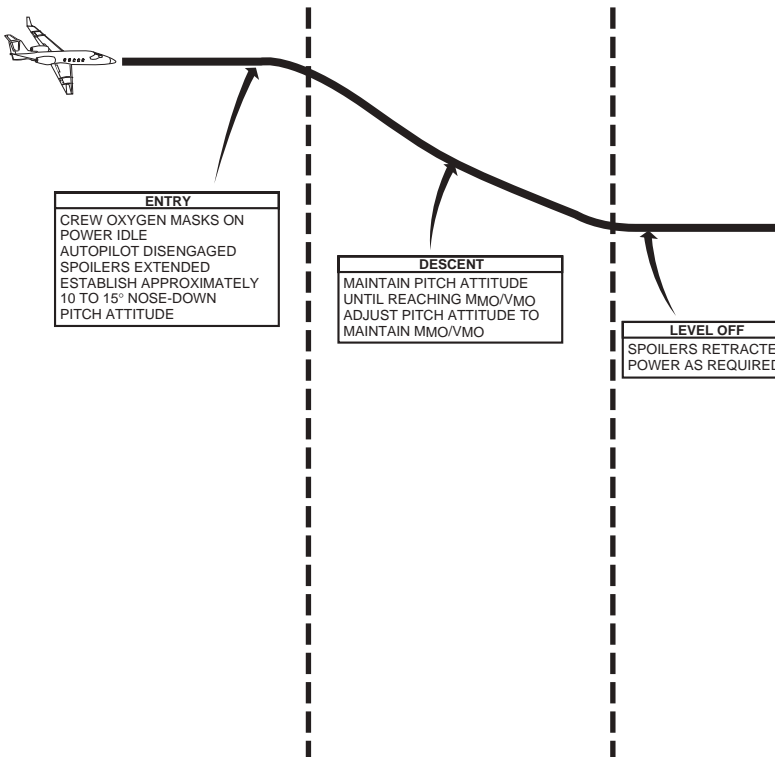 ENTRY
CREW OXYGEN MASKS ON
POWER IDLE
AUTOPILOT DISENGAGED
SPOILERS EXTENDED
ESTABLISH APPROXIMATELY
10 TO 15° NOSE-DOWN
PITCH ATTITUDE
DESCENT
MAINTAIN PITCH ATTITUDE
UNTIL REACHING MMO/VMO
ADJUST PITCH ATTITUDE TO
MAINTAIN MMO/VMO
LEVEL OFF
SPOILERS RETRACTE
POWER AS REQUIRED